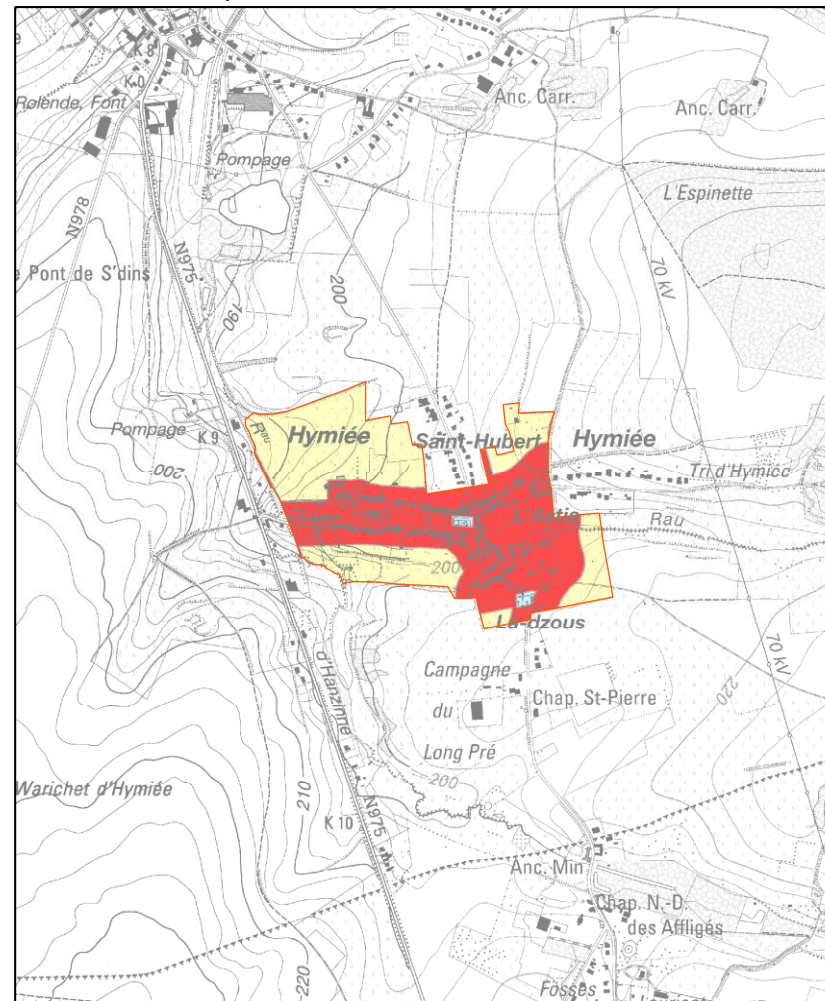 K 8
K 0
Rolende, Font
Anc. Carr.
Anc. Carr.
Pompage
L'Espinette
N978
N975
Pont de S'dins
200
70 kV
190
Pompage
K 9
Rau
Hymiée
Saint-Hubert
Hymiée
200
Tri d'Hymiée
Rau
200
La-dzous
d'Hanzinne
Campagne
du
Long Pré
Chap. St-Pierre
220
70 kV
200
Warichet d'Hymiée
210
K 10
N975
Anc. Min
Chap. N.-D.
des Affligés
220
Fosses